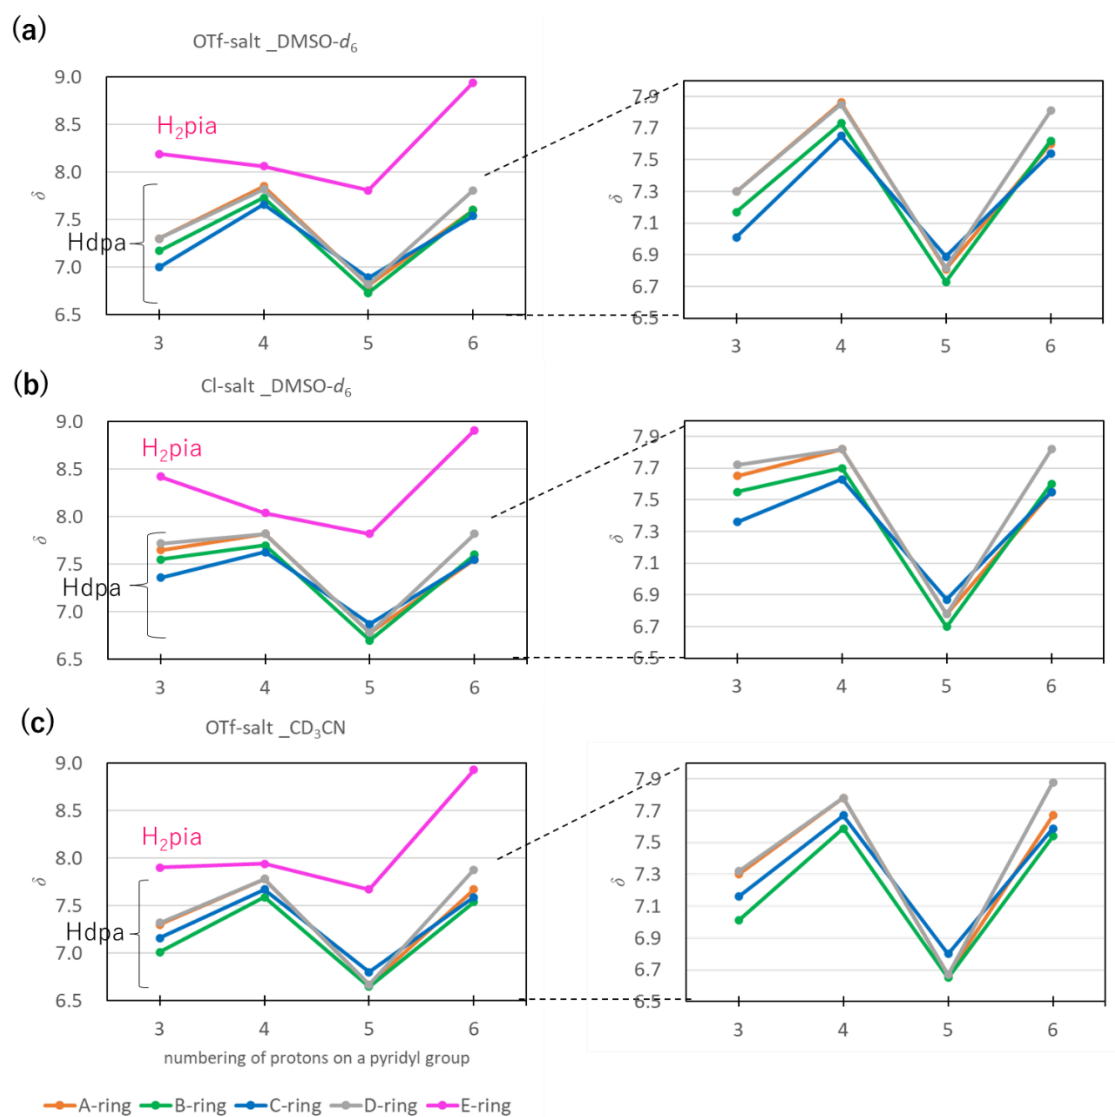 (a)
OTf-salt _DMSO-d6
9.0
8.5
8.0
7.5
7.0
6.5
δ
H2pia
Hdpa
3 4 5 6
7.9
7.7
7.5
7.3
7.1
6.9
6.7
6.5
δ
3 4 5 6
(b)
Cl-salt _DMSO-d6
9.0
8.5
8.0
7.5
7.0
6.5
δ
H2pia
Hdpa
3 4 5 6
7.9
7.7
7.5
7.3
7.1
6.9
6.7
6.5
δ
3 4 5 6
(c)
OTf-salt _CD3CN
9.0
8.5
8.0
7.5
7.0
6.5
δ
H2pia
Hdpa
3 4 5 6
numbering of protons on a pyridyl group
7.9
7.7
7.5
7.3
7.1
6.9
6.7
6.5
δ
3 4 5 6
A-ring B-ring C-ring D-ring E-ring